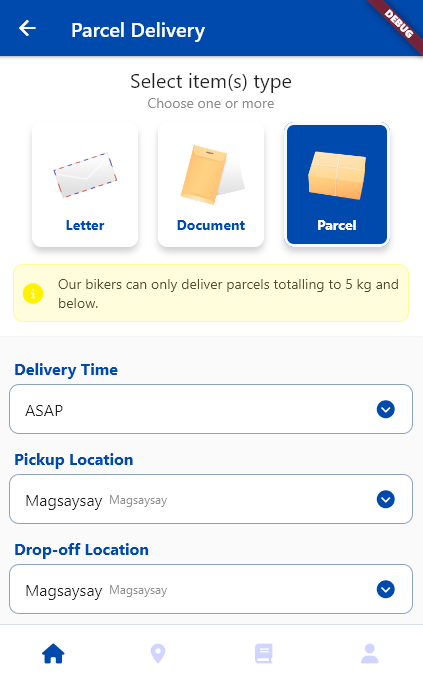 Parcel Delivery
DEBUG
Select item(s) type
Choose one or more
Letter
Document
Parcel
Our bikers can only deliver parcels totalling to 5 kg and
below.
Delivery Time
ASAP
Pickup Location
Magsaysay Magsaysay
Drop-off Location
Magsaysay Magsaysay